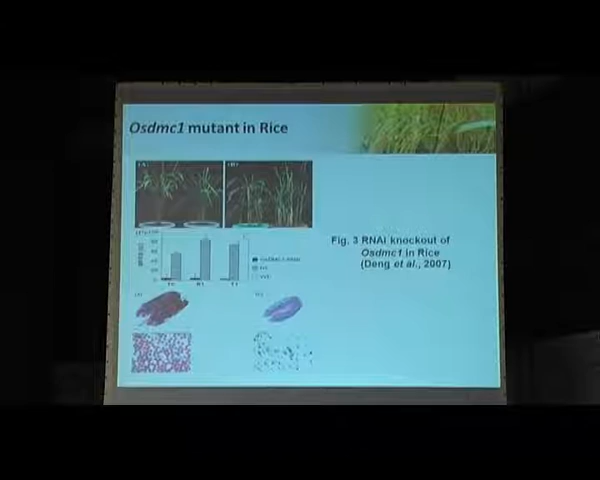 Osdmc1 mutant in Rice
Fig. 3 RNAi knockout of
Osdmc1 in Rice
(Deng et al., 2007)